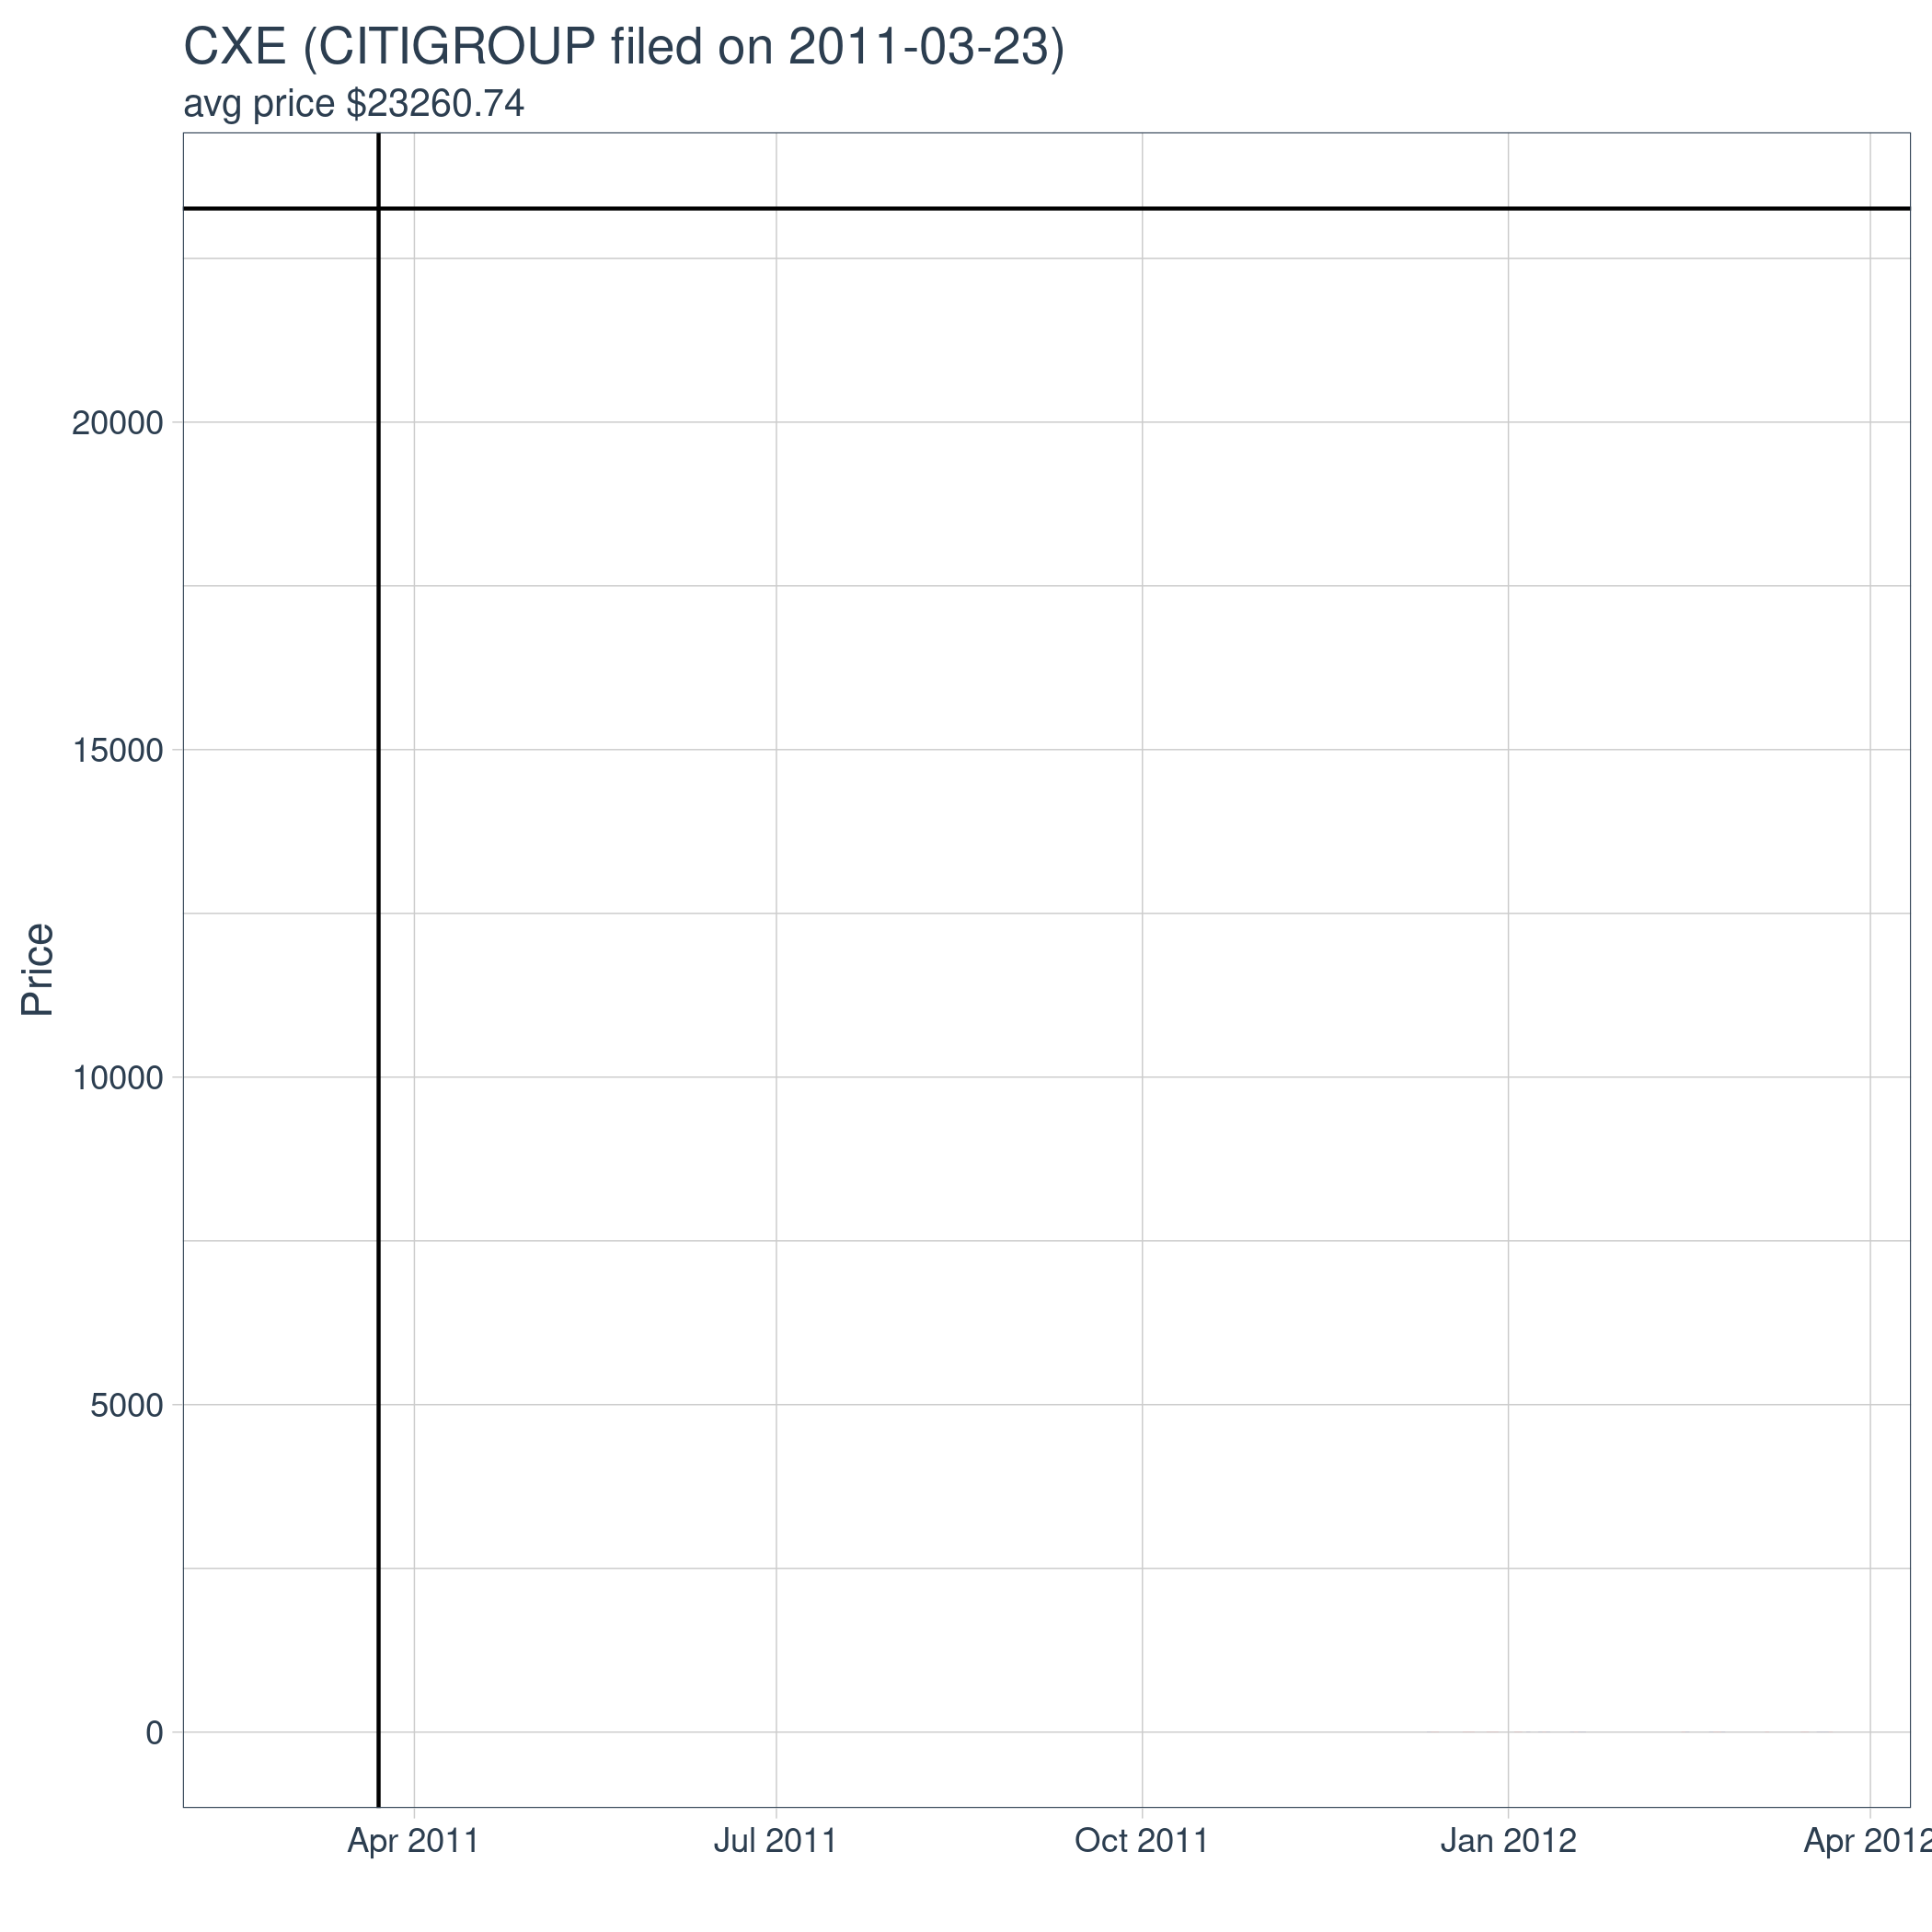 CXE (CITIGROUP filed on 2011-03-23)
avg price $23260.74
20000
15000
10000
5000
0
Price
Apr 2011
Jul 2011
Oct 2011
Jan 2012
Apr 2012